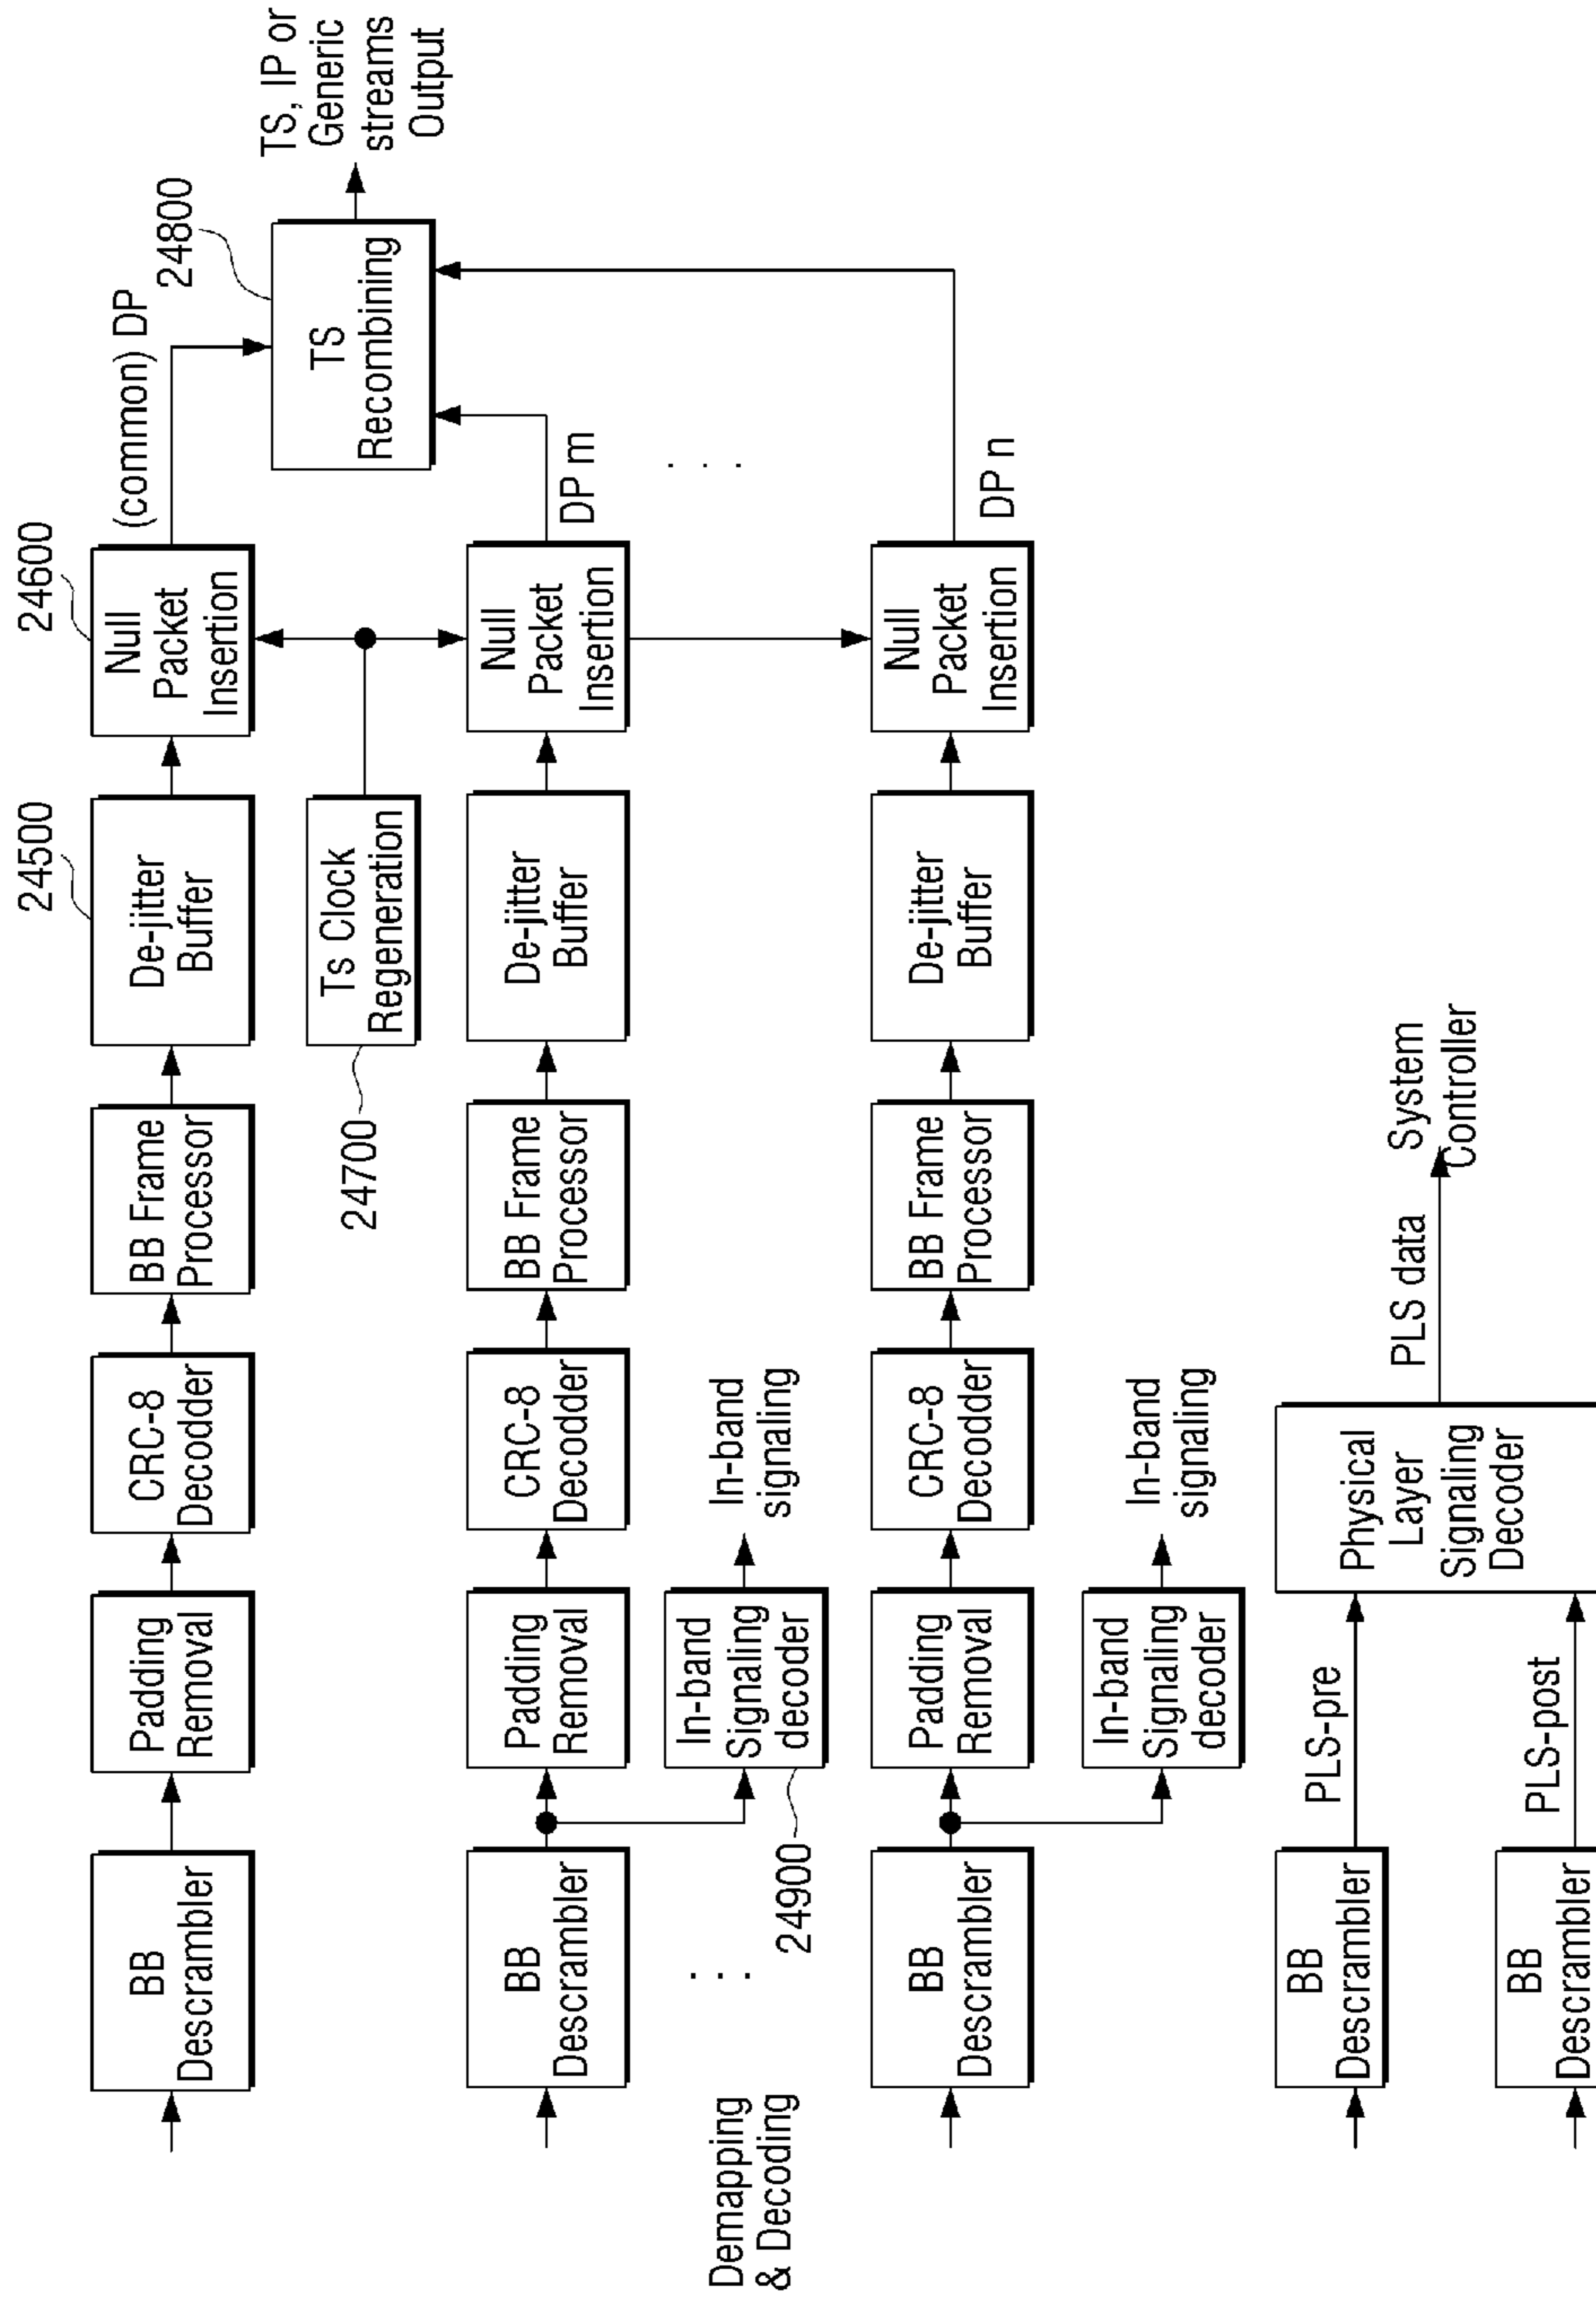 24500
24600
(common) DP
24800
BB
Descrambler
Padding
Removal
CRC-8
Decodder
BB Frame
Processor
De-jitter
Buffer
Null
Packet
Insertion
TS, IP or
Generic
streams
Output
24700
Ts Clock
Regeneration
TS
Recombining
BB
Descrambler
Padding
Removal
CRC-8
Decodder
BB Frame
Processor
De-jitter
Buffer
Null
Packet
Insertion
DP m
Demapping
& Decoding
. . .
24900
In-band
Signaling
decoder
In-band
signaling
. . .
BB
Descrambler
Padding
Removal
CRC-8
Decodder
BB Frame
Processor
De-jitter
Buffer
Null
Packet
Insertion
DP n
In-band
Signaling
decoder
In-band
signaling
BB
Descrambler
PLS-pre
Physical
Layer
Signaling
Decoder
PLS data
System
Controller
BB
Descrambler
PLS-post